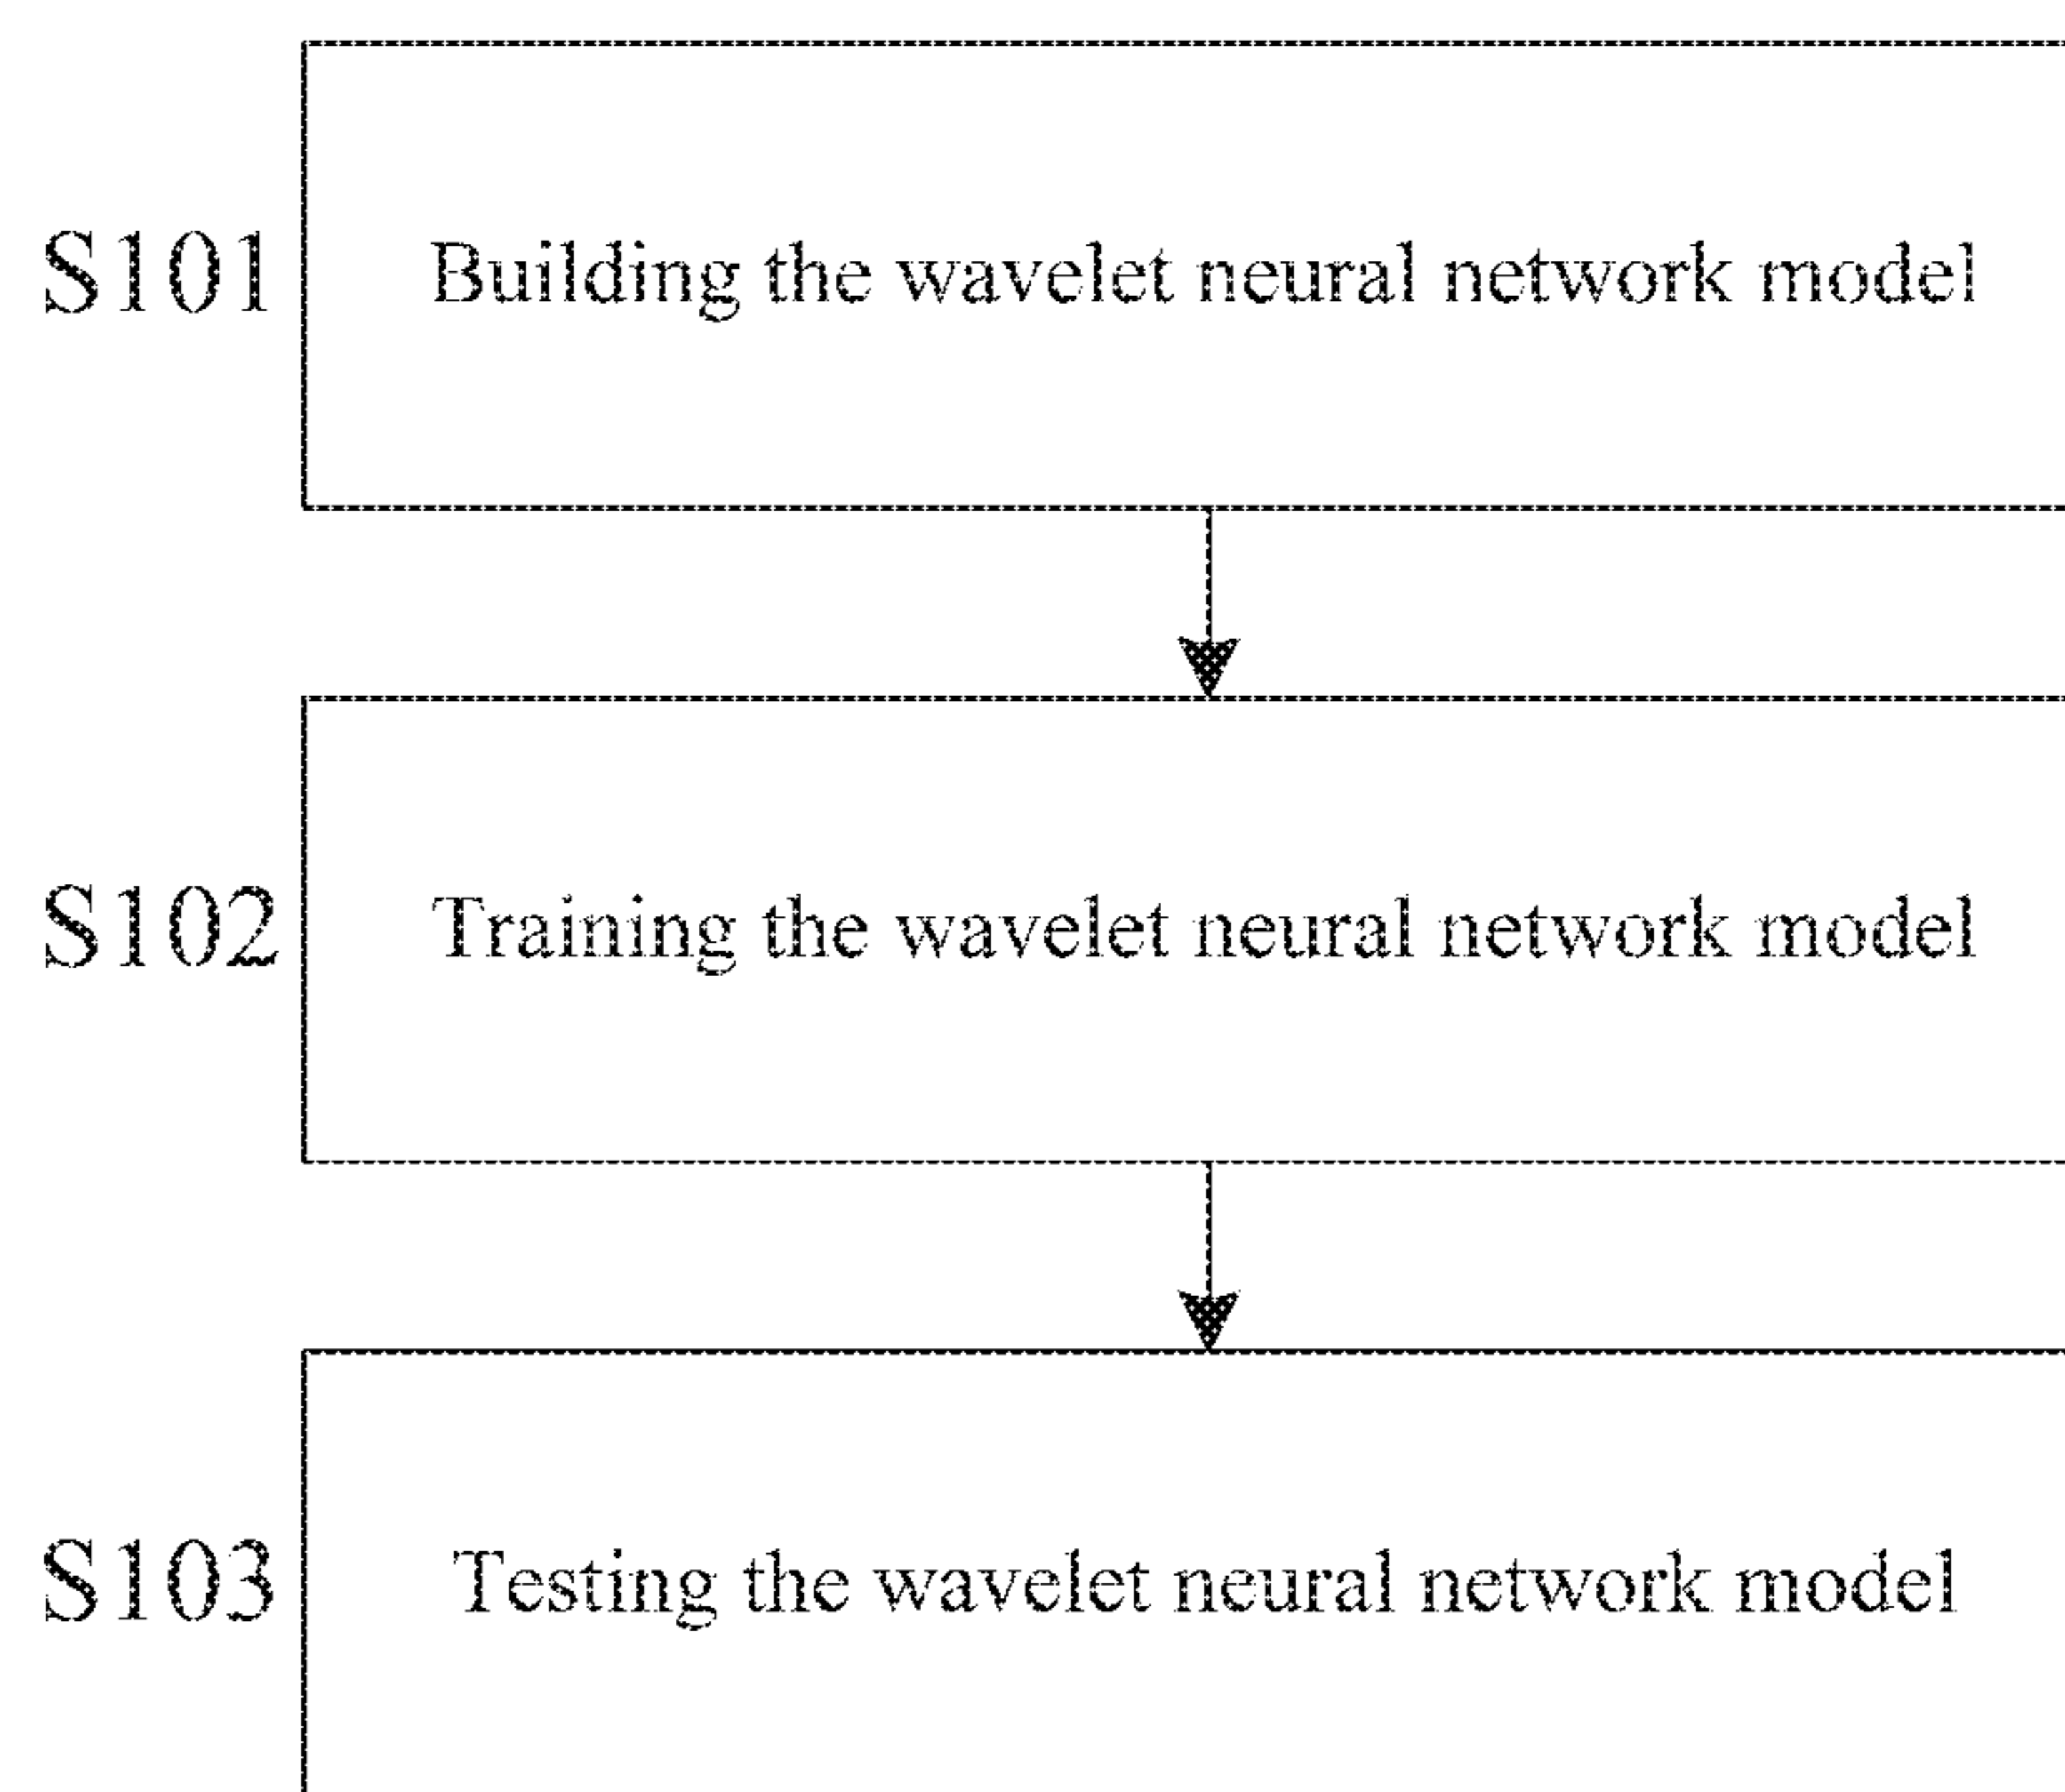 S101 Building the wavelet neural network model
S102 Training the wavelet neural network model
S103 Testing the wavelet neural network model